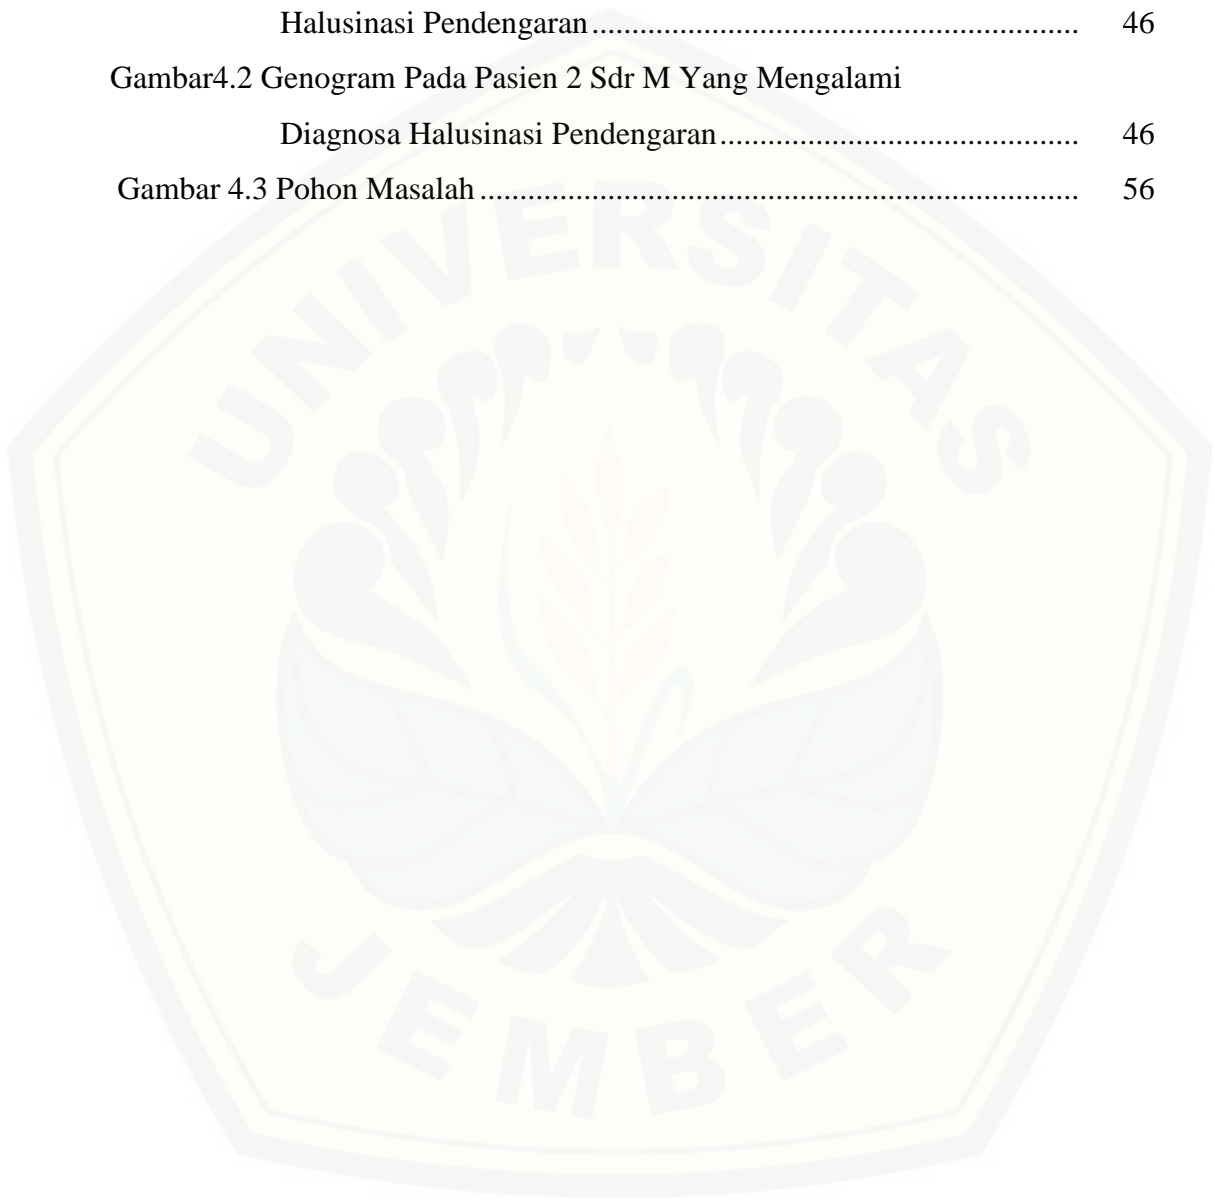 Halusinasi Pendengaran ............................................................. 46
Gambar4.2 Genogram Pada Pasien 2 Sdr M Yang Mengalami
Diagnosa Halusinasi Pendengaran ............................................. 46
Gambar 4.3 Pohon Masalah ........................................................................... 56
UNIVERSITAS
JEMBER